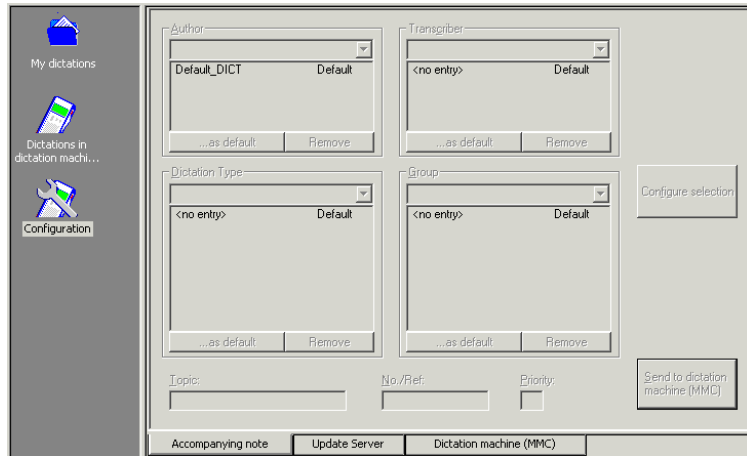 My dictations
Dictations in
dictation machi...
Configuration
Author
Default_DICT Default
...as default Remove
Transcriber
<no entry> Default
...as default Remove
Dictation Type
<no entry> Default
...as default Remove
Group
<no entry> Default
...as default Remove
Configure selection
Topic:
No./Ref:
Priority:
Send to dictation
machine (MMC)
Accompanying note Update Server Dictation machine (MMC)